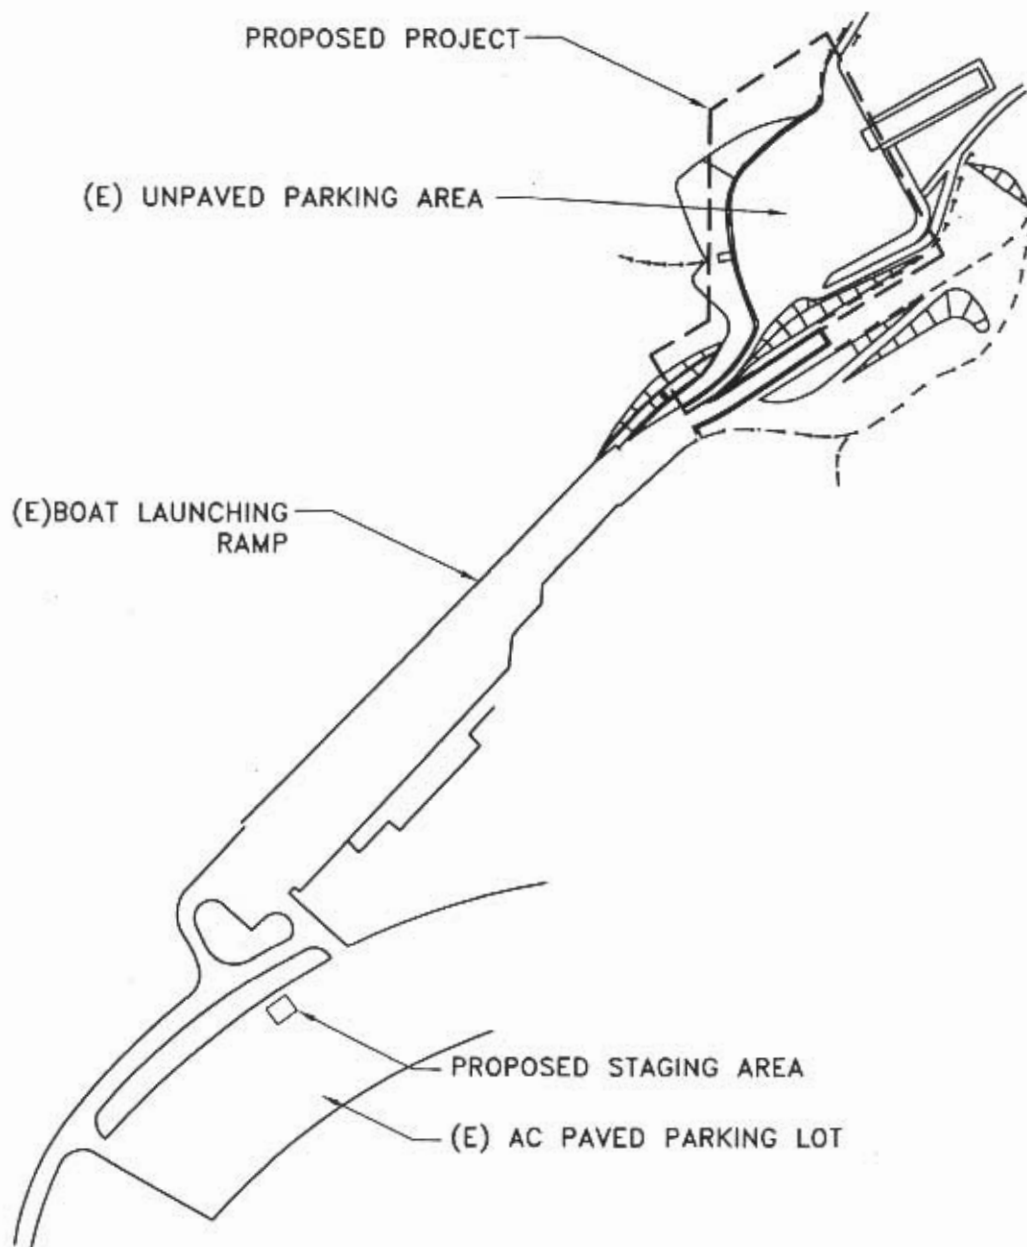 PROPOSED PROJECT
(E) UNPAVED PARKING AREA
(E)BOAT LAUNCHING
RAMP
PROPOSED STAGING AREA
(E) AC PAVED PARKING LOT